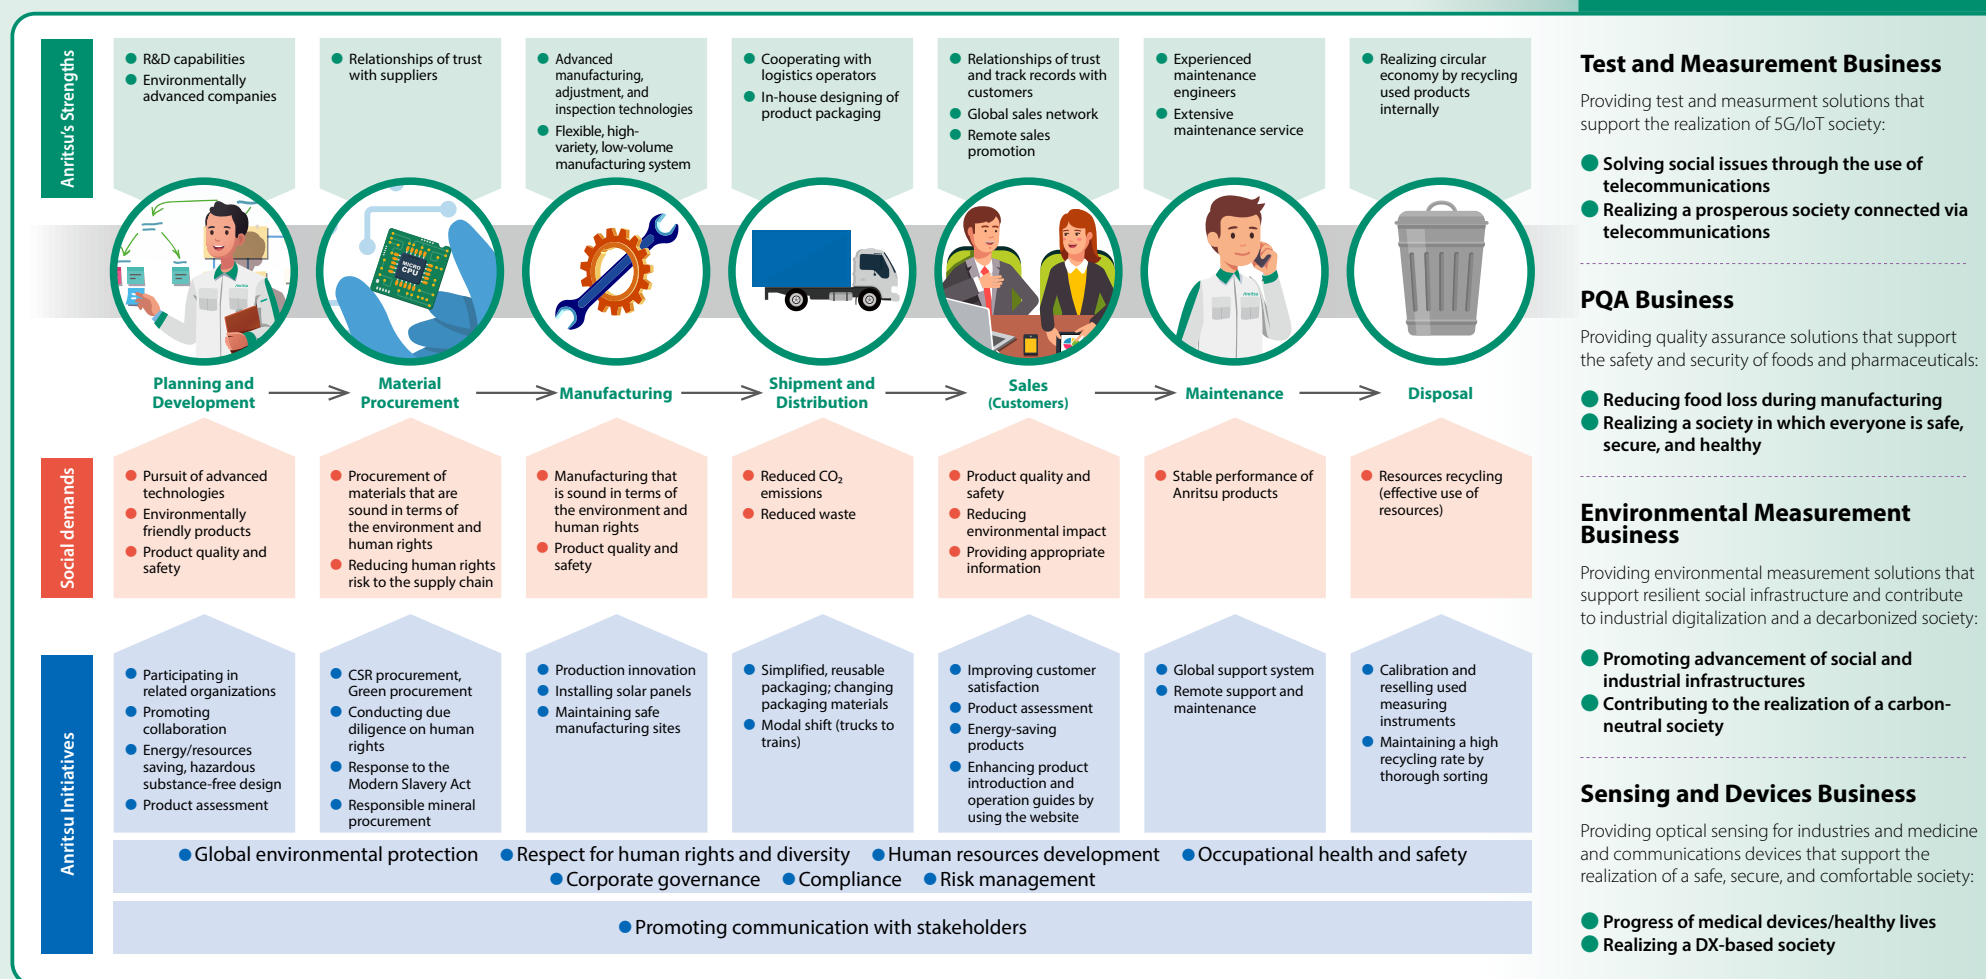 Anritsu's Strengths
R&D capabilities
Environmentally
advanced companies
Relationships of trust
with suppliers
Advanced
manufacturing,
adjustment, and
inspection technologies
Flexible, high-
variety, low-volume
manufacturing system
Cooperating with
logistics operators
In-house designing of
product packaging
Relationships of trust
and track records with
customers
Global sales network
Remote sales
promotion
Experienced
maintenance
engineers
Extensive
maintenance service
Realizing circular
economy by recycling
used products
internally
Anritsu
MICRO
CPU
Anritsu
Planning and
Development
Material
Procurement
Manufacturing
Shipment and
Distribution
Sales
(Customers)
Maintenance
Disposal
Social demands
Pursuit of advanced
technologies
Environmentally
friendly products
Product quality and
safety
Procurement of
materials that are
sound in terms of
the environment and
human rights
Reducing human rights
risk to the supply chain
Manufacturing that
is sound in terms of
the environment and
human rights
Product quality and
safety
Reduced CO₂
emissions
Reduced waste
Product quality and
safety
Reducing
environmental impact
Providing appropriate
information
Stable performance of
Anritsu products
Resources recycling
(effective use of
resources)
Anritsu Initiatives
Participating in
related organizations
Promoting
collaboration
Energy/resources
saving, hazardous
substance-free design
Product assessment
CSR procurement,
Green procurement
Conducting due
diligence on human
rights
Response to the
Modern Slavery Act
Responsible mineral
procurement
Production innovation
Installing solar panels
Maintaining safe
manufacturing sites
Simplified, reusable
packaging; changing
packaging materials
Modal shift (trucks to
trains)
Improving customer
satisfaction
Product assessment
Energy-saving
products
Enhancing product
introduction and
operation guides by
using the website
Global support system
Remote support and
maintenance
Calibration and
reselling used
measuring
instruments
Maintaining a high
recycling rate by
thorough sorting
Global environmental protection Respect for human rights and diversity Human resources development Occupational health and safety
Corporate governance Compliance Risk management
Promoting communication with stakeholders
Test and Measurement Business
Providing test and measurment solutions that
support the realization of 5G/IoT society:
Solving social issues through the use of
telecommunications
Realizing a prosperous society connected via
telecommunications
PQA Business
Providing quality assurance solutions that support
the safety and security of foods and pharmaceuticals:
Reducing food loss during manufacturing
Realizing a society in which everyone is safe,
secure, and healthy
Environmental Measurement
Business
Providing environmental measurement solutions that
support resilient social infrastructure and contribute
to industrial digitalization and a decarbonized society:
Promoting advancement of social and
industrial infrastructures
Contributing to the realization of a carbon-
neutral society
Sensing and Devices Business
Providing optical sensing for industries and medicine
and communications devices that support the
realization of a safe, secure, and comfortable society:
Progress of medical devices/healthy lives
Realizing a DX-based society